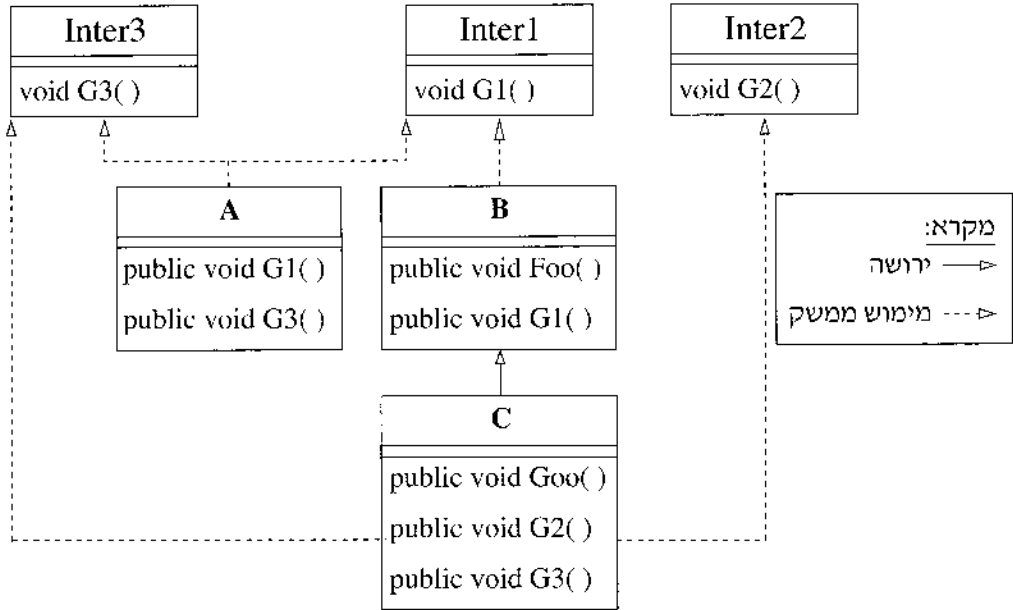 Inter3
void G3( )
Inter1
void G1( )
Inter2
void G2( )
A
public void G1( )
public void G3( )
B
public void Foo( )
public void G1( )
C
public void Goo( )
public void G2( )
public void G3( )
מקרא:
ירושה
מימוש ממשק